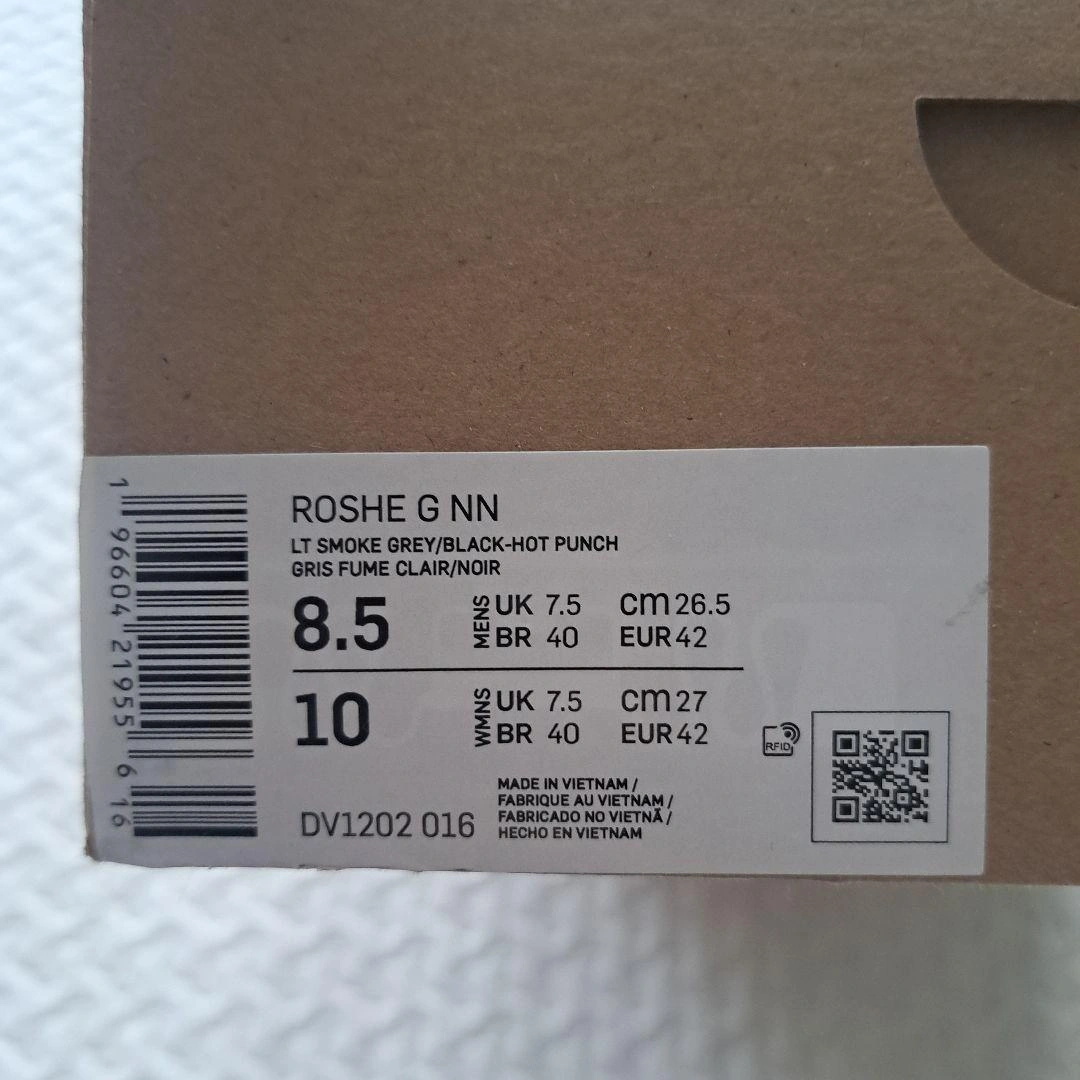 ROSHE G NN
LT SMOKE GREY/BLACK-HOT PUNCH
GRIS FUME CLAIR/NOIR
8.5 MENS UK 7.5 CM 26.5
BR 40 EUR 42
10 WMNS UK 7.5 CM 27
BR 40 EUR 42
RFID
MADE IN VIETNAM /
FABRIQUE AU VIETNAM /
FABRICADO NO VIETNÃ /
HECHO EN VIETNAM
DV1202 016
1 96604 21955 6 16